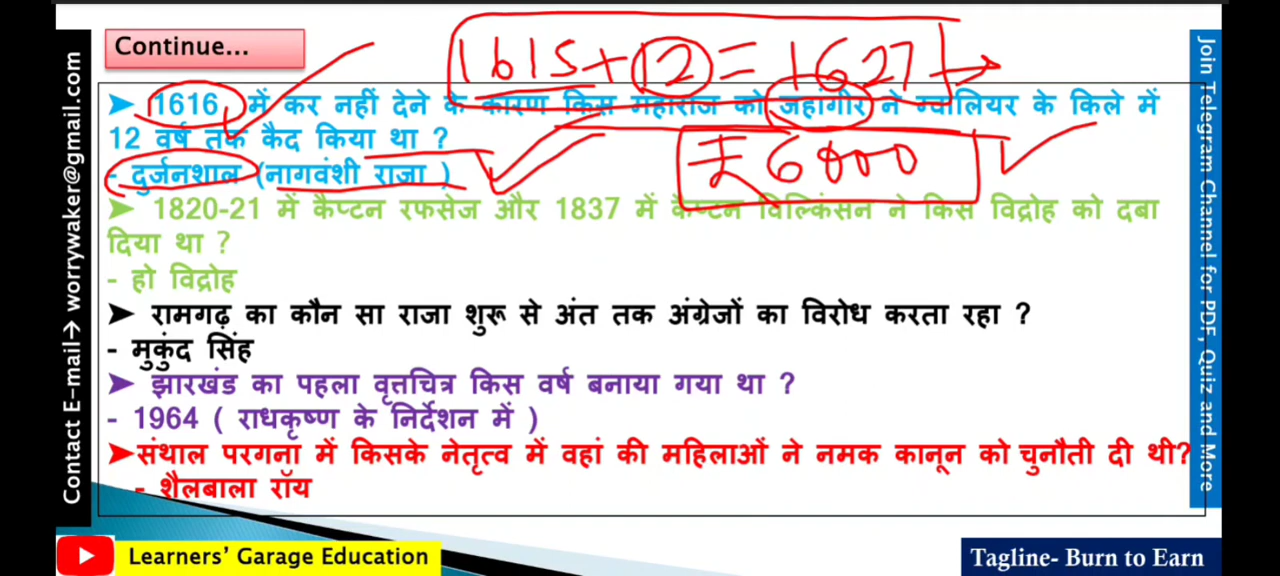 Continue...
1615+12=1627
➤ 1616 में कर नहीं देने के कारण किस महाराज को जहांगीर ने ग्वालियर के किले में
12 वर्ष तक कैद किया था ?
- दुर्जनशाल (नागवंशी राजा )
₹6000
➤ 1820-21 में कैप्टन रफसेज और 1837 में कैप्टन विल्किंसन ने किस विद्रोह को दबा
दिया था ?
- हो विद्रोह
➤ रामगढ़ का कौन सा राजा शुरू से अंत तक अंग्रेजों का विरोध करता रहा ?
- मुकुंद सिंह
➤ झारखंड का पहला वृत्तचित्र किस वर्ष बनाया गया था ?
- 1964 ( राधकृष्ण के निर्देशन में )
➤संथाल परगना में किसके नेतृत्व में वहां की महिलाओं ने नमक कानून को चुनौती दी थी?
- शैलबाला रॉय
Contact E-mail→ worrywaker@gmail.com
Join Telegram Channel for PDF, Quiz and More
Learners' Garage Education
Tagline- Burn to Earn